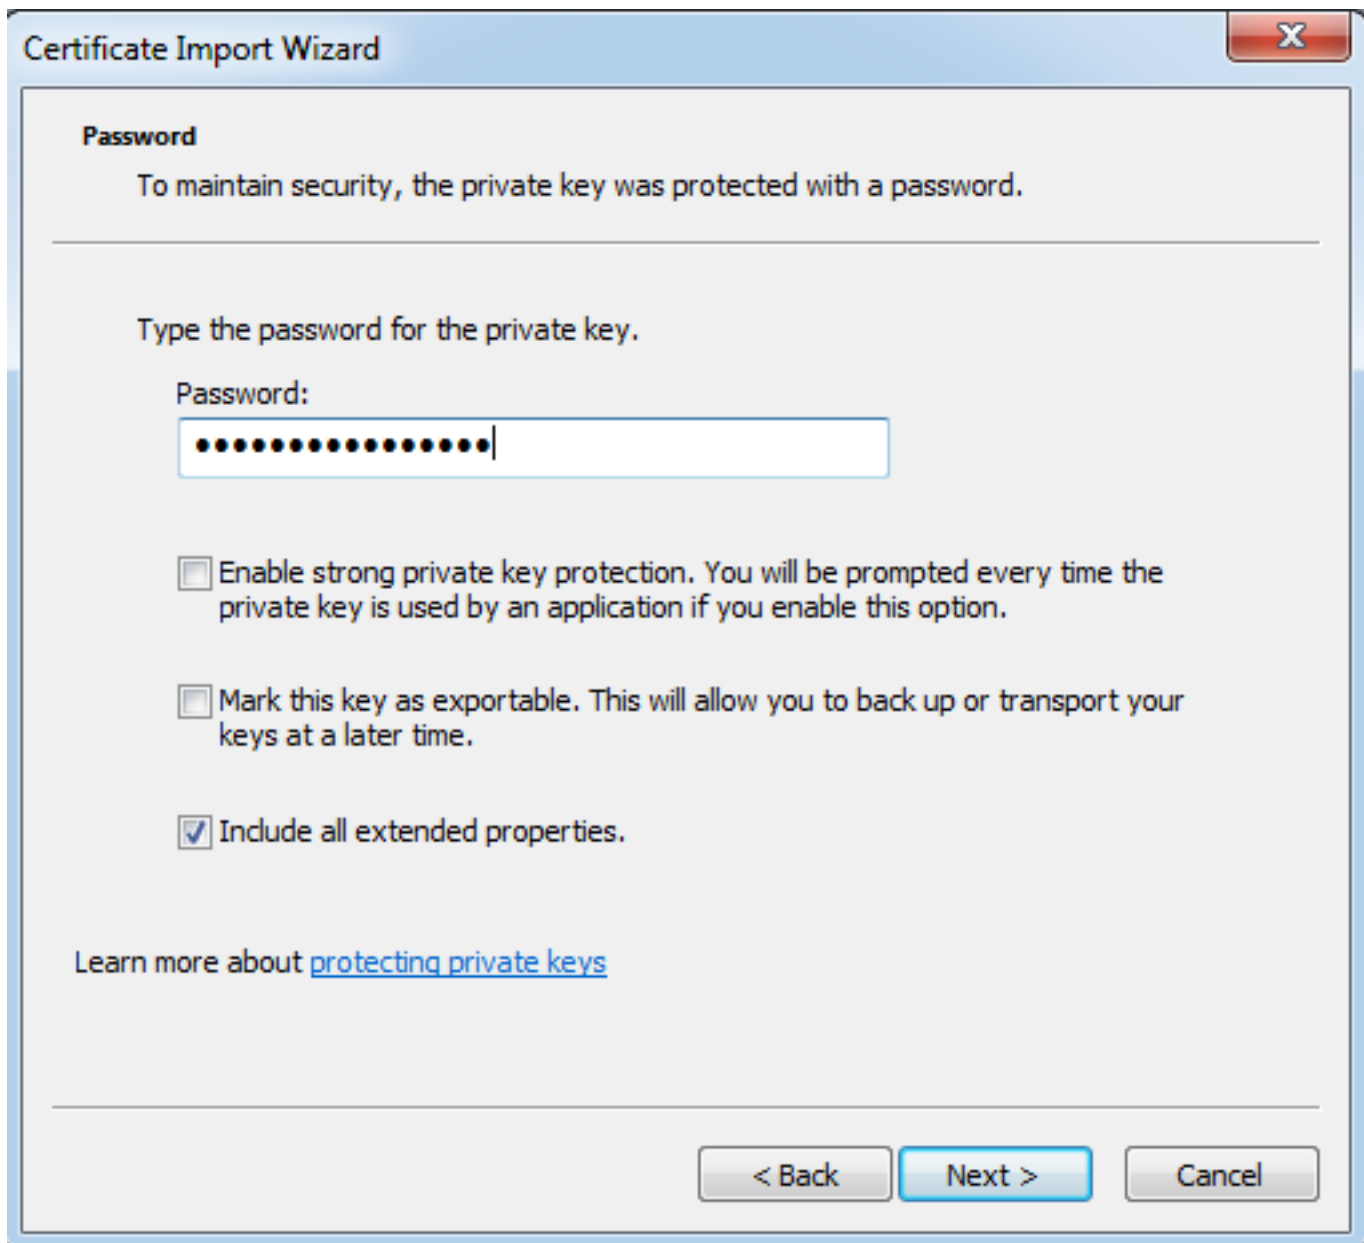 Certificate Import Wizard
Password
To maintain security, the private key was protected with a password.
Type the password for the private key.
Password:
●●●●●●●●●●●●●●●●
Enable strong private key protection. You will be prompted every time the
private key is used by an application if you enable this option.
Mark this key as exportable. This will allow you to back up or transport your
keys at a later time.
Include all extended properties.
Learn more about protecting private keys
< Back Next > Cancel